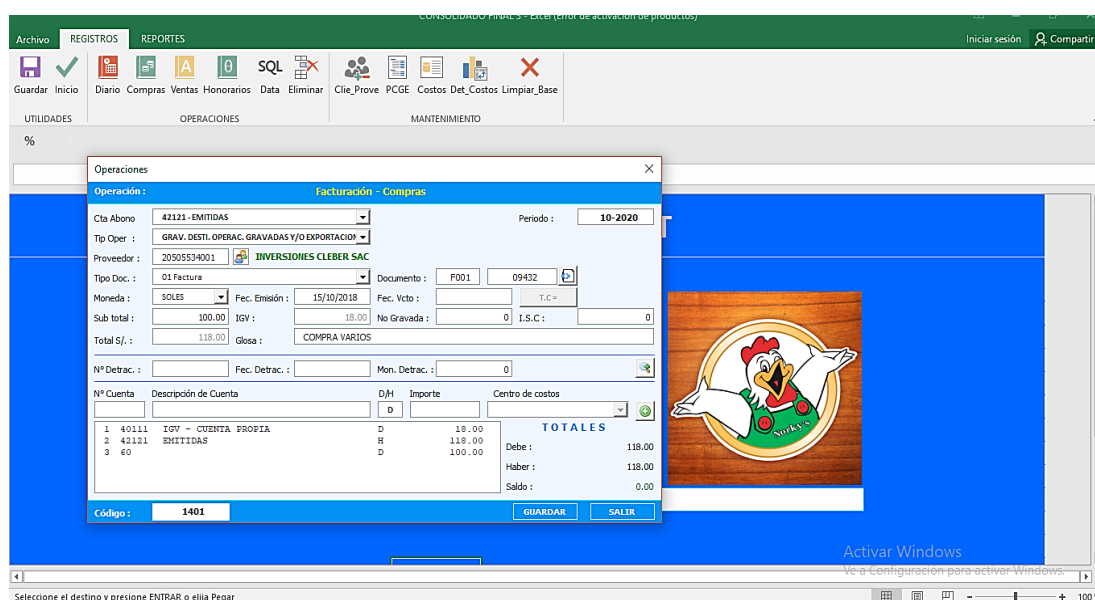 CONSOLIDADO FINAL 3 - Excel (Error de activación de productos)
Archivo REGISTROS REPORTES Iniciar sesión Compartir
Guardar Inicio Diario Compras Ventas Honorarios SQL Data Eliminar Clie_Prove PCGE Costos Det_Costos Limpiar_Base
UTILIDADES OPERACIONES MANTENIMIENTO
%
Operaciones
Operación : Facturación - Compras
Cta Abono 42121 - EMITIDAS Periodo : 10-2020
Tip Oper : GRAV. DESTI. OPERAC. GRAVADAS Y/O EXPORTACION
Proveedor : 20505534001 INVERSIONES CLEBER SAC
Tipo Doc. : 01 Factura Documento : F001 09432
Moneda : SOLES Fec. Emisión : 15/10/2018 Fec. Vcto : T.C =
Sub total : 100.00 IGV : 18.00 No Gravada : 0 I.S.C : 0
Total S/. : 118.00 Glosa : COMPRA VARIOS
Nº Detrac. : Fec. Detrac. : Mon. Detrac. : 0
Nº Cuenta Descripción de Cuenta D/H Importe Centro de costos
D
1 40111 IGV - CUENTA PROPIA D 18.00
2 42121 EMITIDAS H 118.00
3 60 D 100.00
TOTALES
Debe : 118.00
Haber : 118.00
Saldo : 0.00
Código : 1401 GUARDAR SALIR
Norky's
Activar Windows
Ve a Configuración para activar Windows.
Seleccione el destino y presione ENTRAR o elija Pegar 100